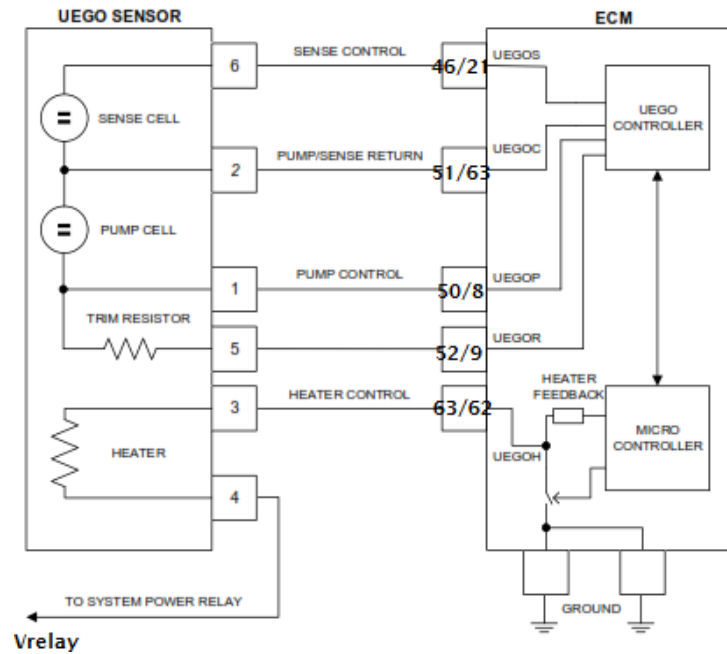 UEGO SENSOR
ECM
SENSE CONTROL
6
46/21
UEGOS
SENSE CELL
UEGO
CONTROLLER
PUMP/SENSE RETURN
2
51/63
UEGOC
PUMP CELL
PUMP CONTROL
1
50/8
UEGOP
TRIM RESISTOR
5
52/9
UEGOR
HEATER CONTROL
3
63/62
HEATER
FEEDBACK
MICRO
CONTROLLER
HEATER
UEGOH
4
TO SYSTEM POWER RELAY
GROUND
Vrelay